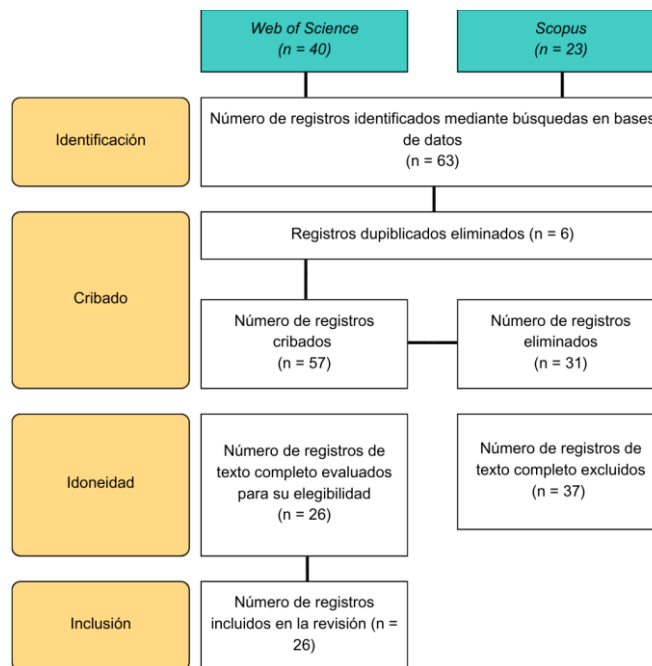 Web of Science
(n = 40)
Scopus
(n = 23)
Identificación
Número de registros identificados mediante búsquedas en bases
de datos
(n = 63)
Cribado
Registros dupiblicados eliminados (n = 6)
Número de registros
cribados
(n = 57)
Número de registros
eliminados
(n = 31)
Idoneidad
Número de registros de
texto completo evaluados
para su elegibilidad
(n = 26)
Número de registros de
texto completo excluidos
(n = 37)
Inclusión
Número de registros
incluidos en la revisión (n =
26)